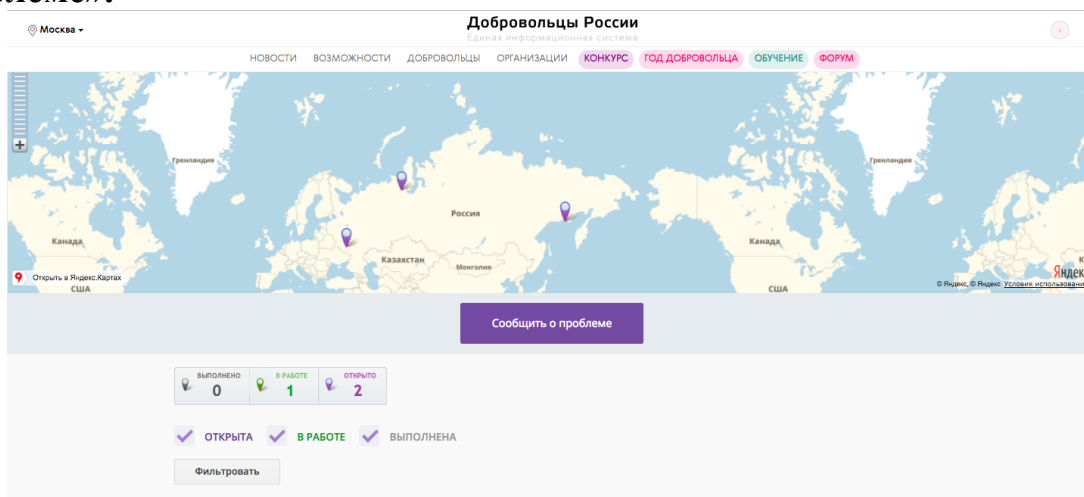 Москва
Добровольцы России
Единая информационная система
НОВОСТИ ВОЗМОЖНОСТИ ДОБРОВОЛЬЦЫ ОРГАНИЗАЦИИ КОНКУРС ГОД ДОБРОВОЛЬЦА ОБУЧЕНИЕ ФОРУМ
Гренландия
Гренландия
Россия
Канада
Канада
Казахстан
Монголия
Открыть в Яндекс.Картах
Яндекс
© Яндекс, © Яндекс Условия использовани
США
США
Сообщить о проблеме
ВЫПОЛНЕНО В РАБОТЕ ОТКРЫТО
0 1 2
ОТКРЫТА В РАБОТЕ ВЫПОЛНЕНА
Фильтровать